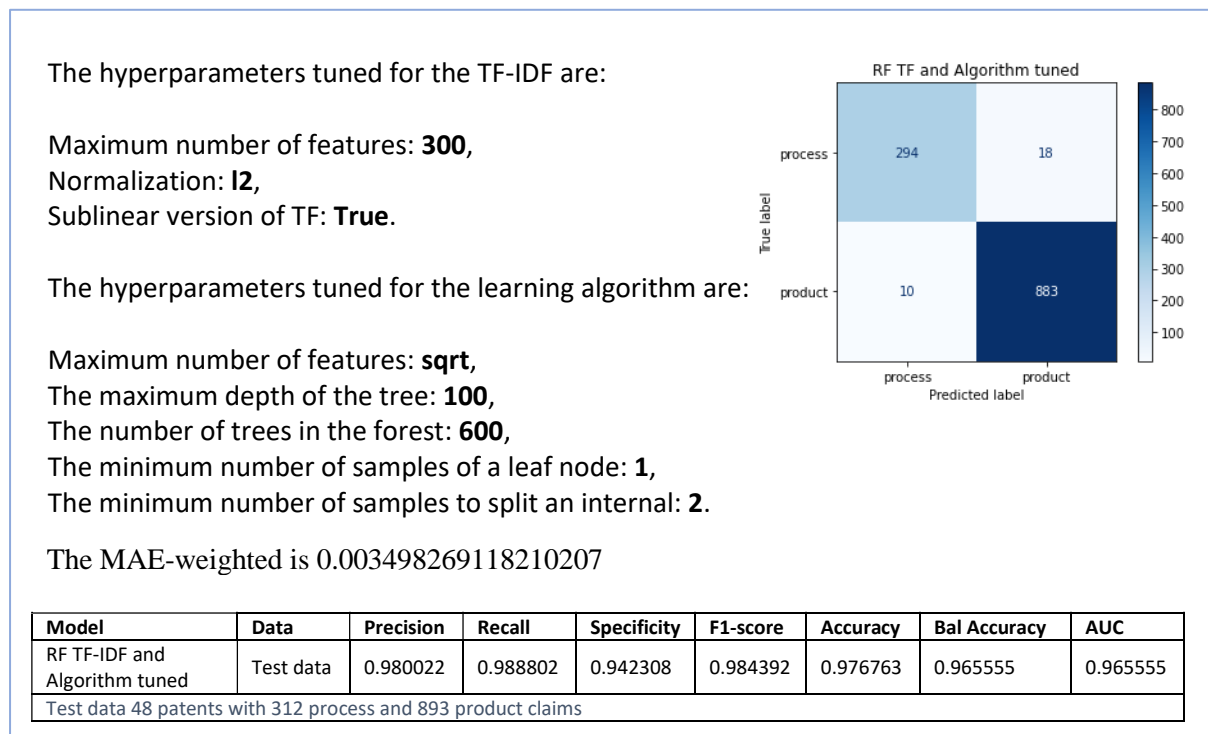 The hyperparameters tuned for the TF-IDF are:
Maximum number of features: 300,
Normalization: l2,
Sublinear version of TF: True.
The hyperparameters tuned for the learning algorithm are:
Maximum number of features: sqrt,
The maximum depth of the tree: 100,
The number of trees in the forest: 600,
The minimum number of samples of a leaf node: 1,
The minimum number of samples to split an internal: 2.
The MAE-weighted is 0.003498269118210207
RF TF and Algorithm tuned
True label
process
294 18
product
10 883
process product
Predicted label
800
700
600
500
400
300
200
100
Model Data Precision Recall Specificity F1-score Accuracy Bal Accuracy AUC
RF TF-IDF and
Algorithm tuned
Test data 0.980022 0.988802 0.942308 0.984392 0.976763 0.965555 0.965555
Test data 48 patents with 312 process and 893 product claims